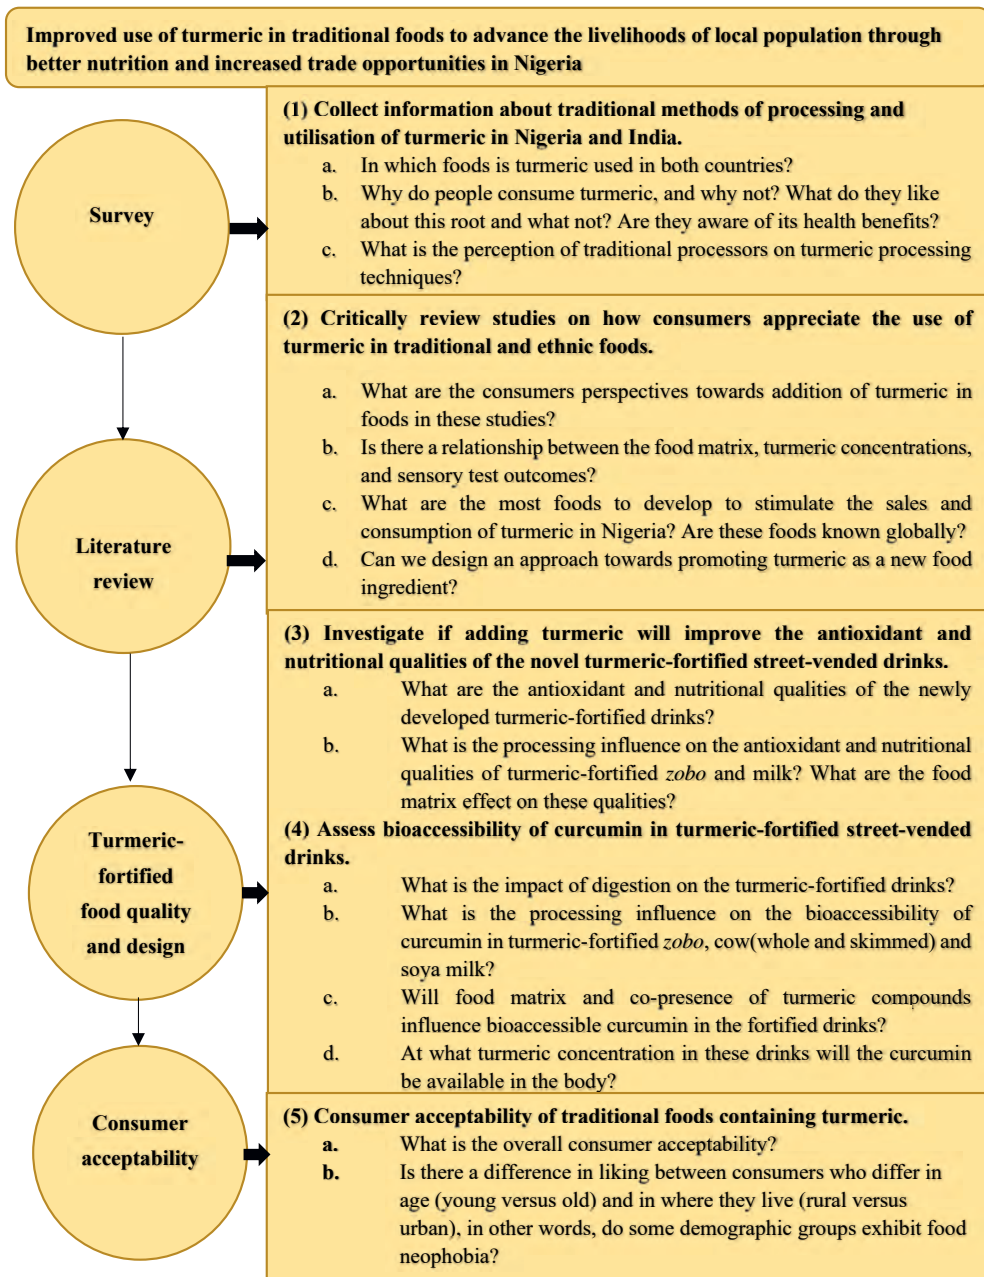 Improved use of turmeric in traditional foods to advance the livelihoods of local population through
better nutrition and increased trade opportunities in Nigeria
Survey
(1) Collect information about traditional methods of processing and
utilisation of turmeric in Nigeria and India.
a. In which foods is turmeric used in both countries?
b. Why do people consume turmeric, and why not? What do they like
about this root and what not? Are they aware of its health benefits?
c. What is the perception of traditional processors on turmeric processing
techniques?
Literature
review
(2) Critically review studies on how consumers appreciate the use of
turmeric in traditional and ethnic foods.
a. What are the consumers perspectives towards addition of turmeric in
foods in these studies?
b. Is there a relationship between the food matrix, turmeric concentrations,
and sensory test outcomes?
c. What are the most foods to develop to stimulate the sales and
consumption of turmeric in Nigeria? Are these foods known globally?
d. Can we design an approach towards promoting turmeric as a new food
ingredient?
Turmeric-
fortified
food quality
and design
(3) Investigate if adding turmeric will improve the antioxidant and
nutritional qualities of the novel turmeric-fortified street-vended drinks.
a. What are the antioxidant and nutritional qualities of the newly
developed turmeric-fortified drinks?
b. What is the processing influence on the antioxidant and nutritional
qualities of turmeric-fortified zobo and milk? What are the food
matrix effect on these qualities?
(4) Assess bioaccessibility of curcumin in turmeric-fortified street-vended
drinks.
a. What is the impact of digestion on the turmeric-fortified drinks?
b. What is the processing influence on the bioaccessibility of
curcumin in turmeric-fortified zobo, cow(whole and skimmed) and
soya milk?
c. Will food matrix and co-presence of turmeric compounds
influence bioaccessible curcumin in the fortified drinks?
d. At what turmeric concentration in these drinks will the curcumin
be available in the body?
Consumer
acceptability
(5) Consumer acceptability of traditional foods containing turmeric.
a. What is the overall consumer acceptability?
b. Is there a difference in liking between consumers who differ in
age (young versus old) and in where they live (rural versus
urban), in other words, do some demographic groups exhibit food
neophobia?